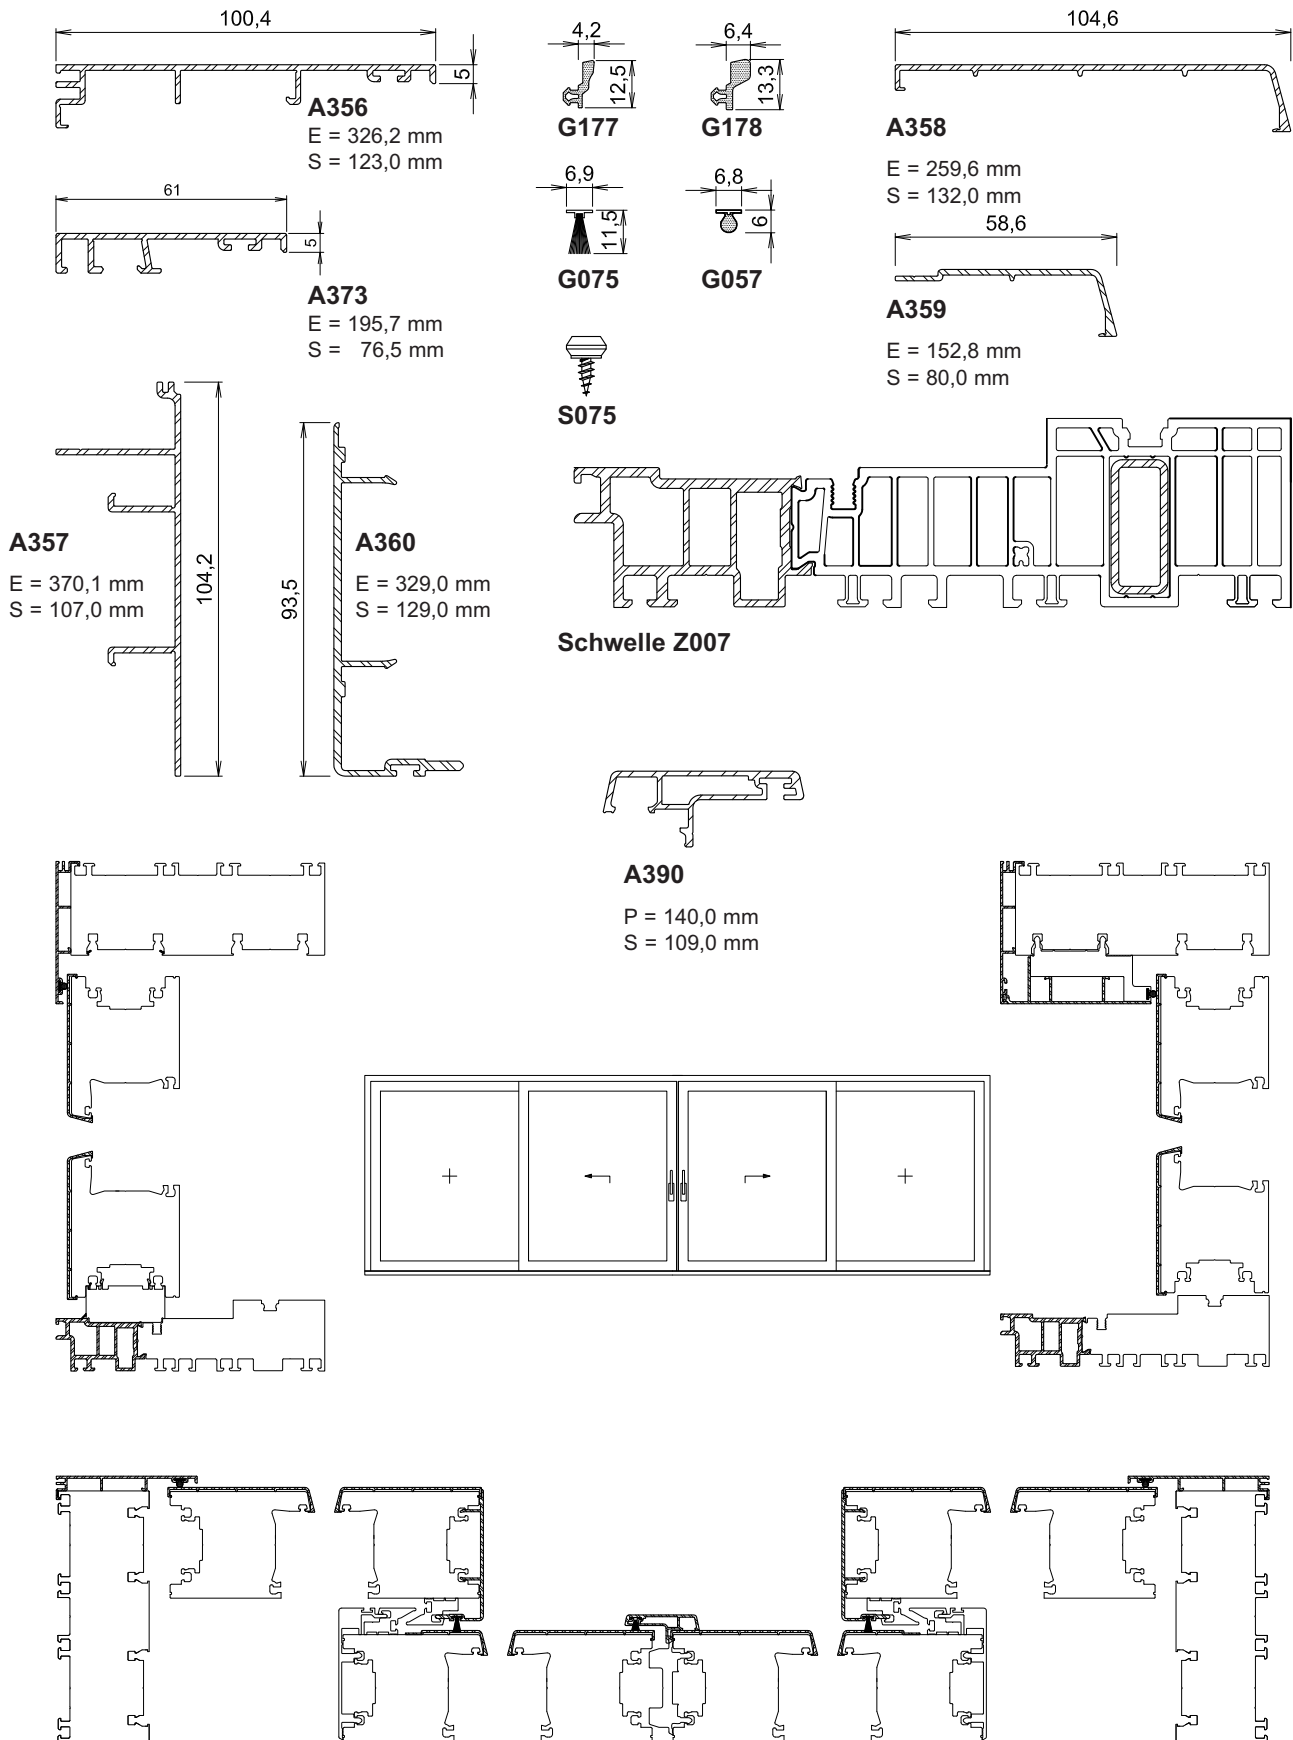 100,4
5
A356
E = 326,2 mm
S = 123,0 mm
4,2
12,5
G177
6,4
13,3
G178
104,6
A358
E = 259,6 mm
S = 132,0 mm
61
5
A373
E = 195,7 mm
S = 76,5 mm
6,9
11,5
G075
6,8
6
G057
58,6
A359
E = 152,8 mm
S = 80,0 mm
S075
A357
E = 370,1 mm
S = 107,0 mm
104,2
93,5
A360
E = 329,0 mm
S = 129,0 mm
Schwelle Z007
A390
P = 140,0 mm
S = 109,0 mm